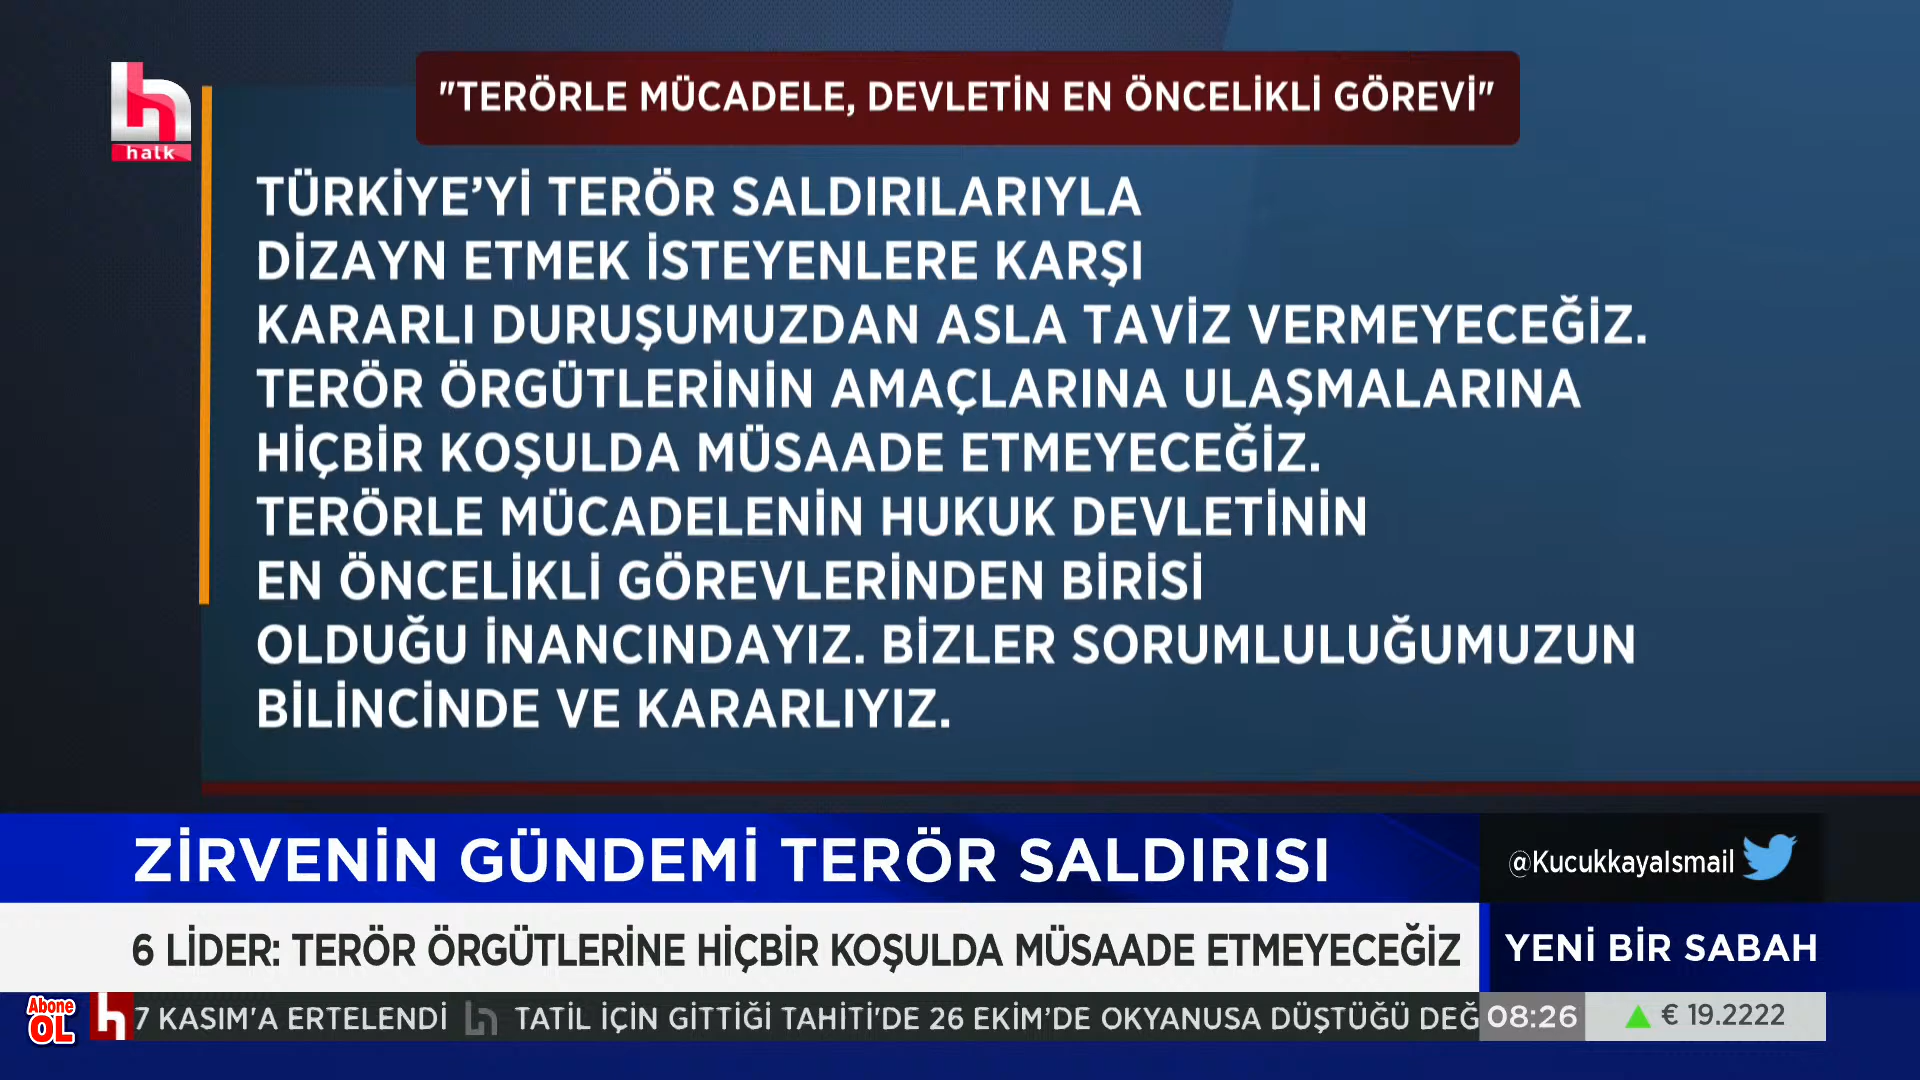 halk
"TERÖRLE MÜCADELE, DEVLETİN EN ÖNCELİKLİ GÖREVİ"
TÜRKİYE’Yİ TERÖR SALDIRILARIYLA
DİZAYN ETMEK İSTEYENLERE KARŞI
KARARLI DURUŞUMUZDAN ASLA TAVİZ VERMEYECEĞİZ.
TERÖR ÖRGÜTLERİNİN AMAÇLARINA ULAŞMALARINA
HİÇBİR KOŞULDA MÜSAADE ETMEYECEĞİZ.
TERÖRLE MÜCADELENİN HUKUK DEVLETİNİN
EN ÖNCELİKLİ GÖREVLERİNDEN BİRİSİ
OLDUĞU İNANCINDAYIZ. BİZLER SORUMLULUĞUMUZUN
BİLİNCİNDE VE KARARLIYIZ.
ZİRVENİN GÜNDEMİ TERÖR SALDIRISI
@KucukkayaIsmail
6 LİDER: TERÖR ÖRGÜTLERİNE HİÇBİR KOŞULDA MÜSAADE ETMEYECEĞİZ
YENİ BİR SABAH
Abone
OL
7 KASIM'A ERTELENDİ TATİL İÇİN GİTTİĞİ TAHİTİ'DE 26 EKİM’DE OKYANUSA DÜŞTÜĞÜ DEĞ
08:26
€ 19.2222